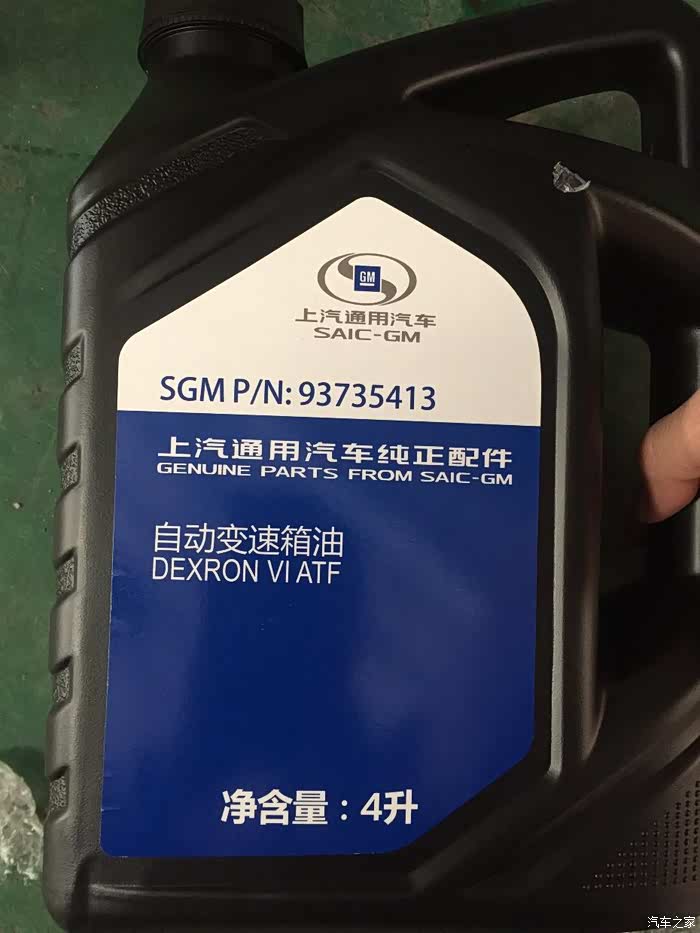 GM
上汽通用汽车
SAIC-GM
SGM P/N: 93735413
上汽通用汽车纯正配件
GENUINE PARTS FROM SAIC-GM
自动变速箱油
DEXRON VI ATF
净含量：4升
汽车之家